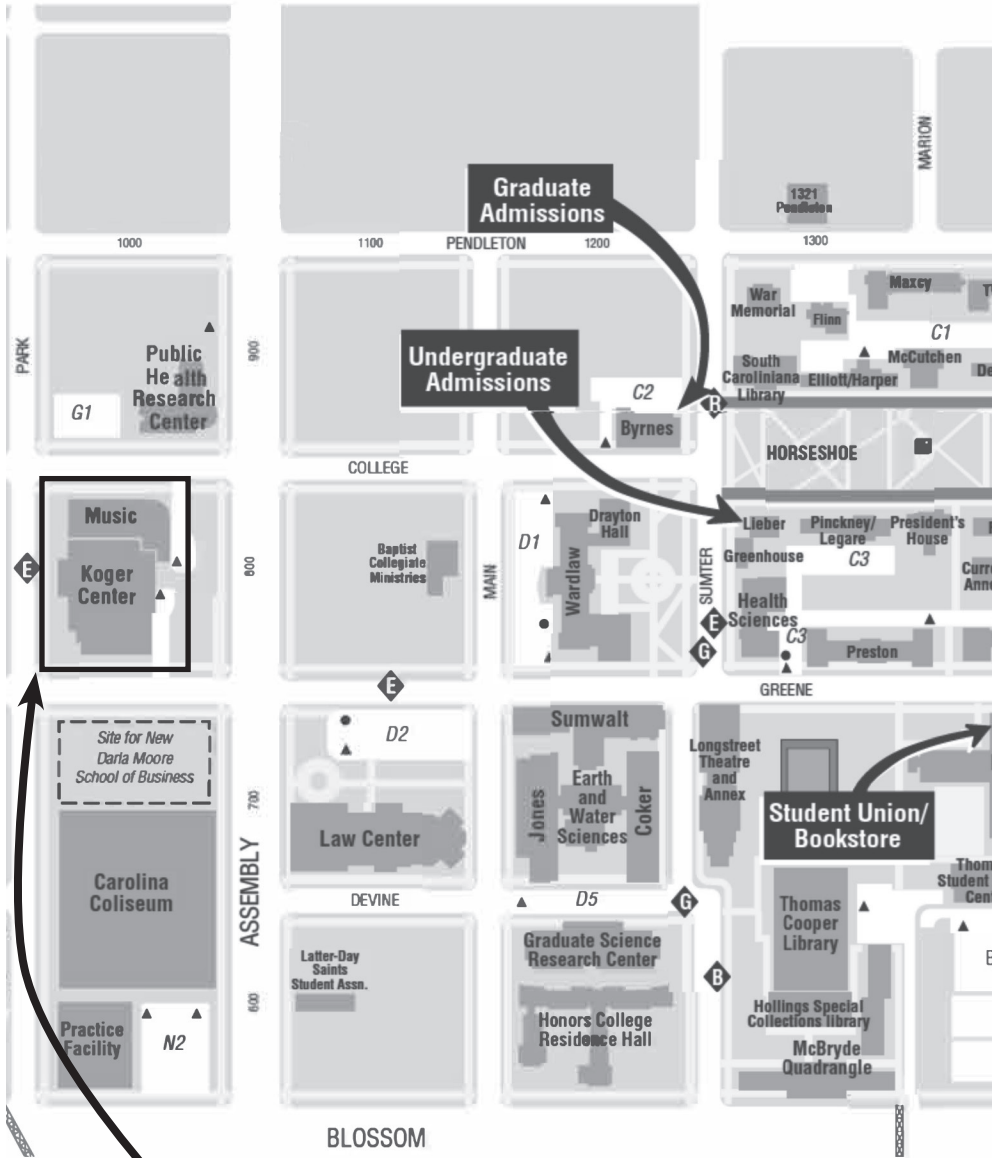 MARION
1321
Pendleton
Graduate
Admissions
1000
1100
PENDLETON
1200
1300
PARK
900
Public
Health
Research
Center
G1
Undergraduate
Admissions
C2
Byrnes
R
War
Memorial
Flinn
Maxcy
C1
South
Caroliniana
Library
Elliott/Harper
McCutchen
COLLEGE
HORSESHOE
Music
Koger
Center
E
800
Baptist
Collegiate
Ministries
MAIN
D1
Drayton
Hall
Wardlaw
SUMTER
Lieber
Pinckney/
Legare
President's
House
Greenhouse
C3
Health
Sciences
C3
E
G
Preston
E
GREENE
Site for New
Darla Moore
School of Business
D2
Sumwalt
Longstreet
Theatre
and
Annex
Earth
and
Water
Sciences
Jones
Coker
700
Law Center
Student Union/
Bookstore
ASSEMBLY
Carolina
Coliseum
DEVINE
D5
G
Thomas
Cooper
Library
Graduate Science
Research Center
Latter-Day
Saints
Student Assn.
B
600
Practice
Facility
N2
Honors College
Residence Hall
Hollings Special
Collections library
McBryde
Quadrangle
BLOSSOM